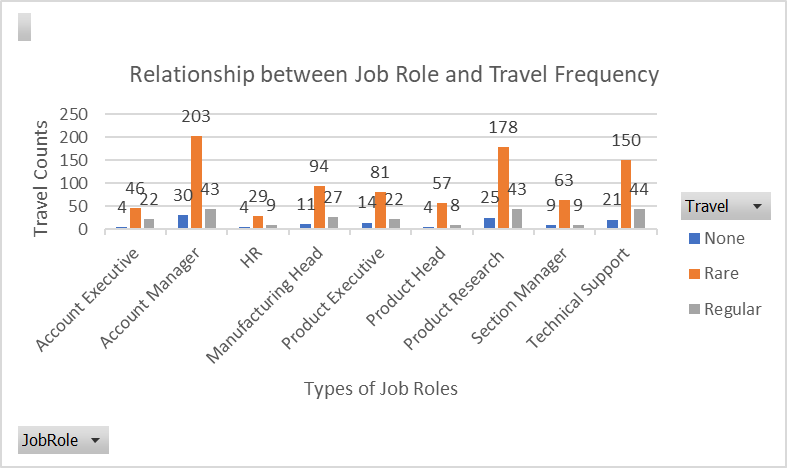 Relationship between Job Role and Travel Frequency
Travel Counts
250
200
150
100
50
0
4 46 22
30 203 43
4 29 9
11 94 27
14 81 22
4 57 8
25 178 43
9 63 9
21 150 44
Account Executive
Account Manager
HR
Manufacturing Head
Product Executive
Product Head
Product Research
Section Manager
Technical Support
Types of Job Roles
Travel
None
Rare
Regular
JobRole